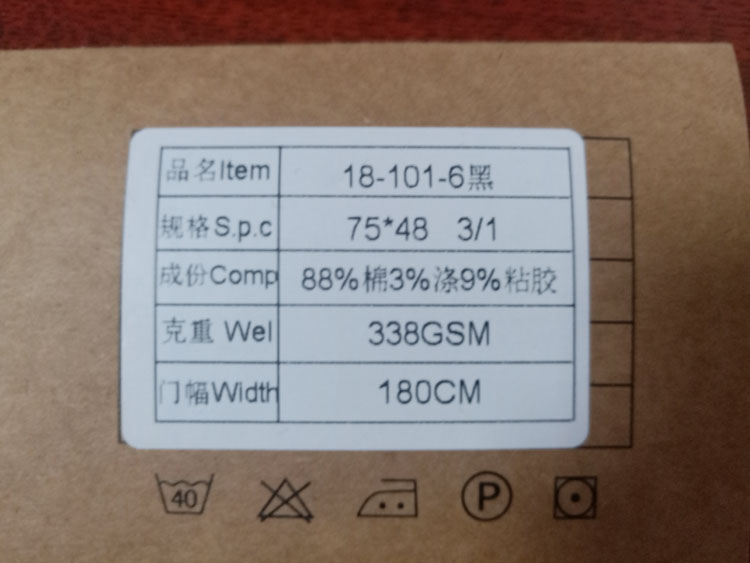 品名Item 18-101-6黑
规格S.p.c 75*48 3/1
成份Comp 88%棉3%涤9%粘胶
克重 Wel 338GSM
门幅Width 180CM
40 P